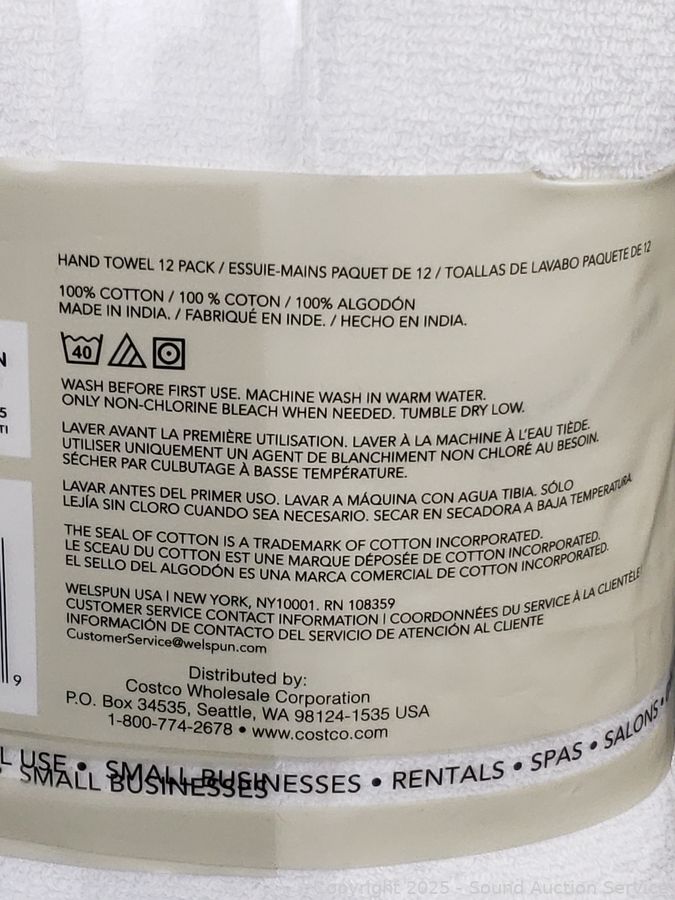 HAND TOWEL 12 PACK / ESSUIE-MAINS PAQUET DE 12 / TOALLAS DE LAVABO PAQUETE DE 12
100% COTTON / 100 % COTON / 100% ALGODÓN
MADE IN INDIA. / FABRIQUÉ EN INDE. / HECHO EN INDIA.
40
WASH BEFORE FIRST USE. MACHINE WASH IN WARM WATER.
ONLY NON-CHLORINE BLEACH WHEN NEEDED. TUMBLE DRY LOW.
LAVER AVANT LA PREMIÈRE UTILISATION. LAVER À LA MACHINE À L'EAU TIÈDE.
UTILISER UNIQUEMENT UN AGENT DE BLANCHIMENT NON CHLORÉ AU BESOIN.
SÉCHER PAR CULBUTAGE À BASSE TEMPÉRATURE.
LAVAR ANTES DEL PRIMER USO. LAVAR A MÁQUINA CON AGUA TIBIA. SÓLO
LEJÍA SIN CLORO CUANDO SEA NECESARIO. SECAR EN SECADORA A BAJA TEMPERATURA.
THE SEAL OF COTTON IS A TRADEMARK OF COTTON INCORPORATED.
LE SCEAU DU COTTON EST UNE MARQUE DÉPOSÉE DE COTTON INCORPORATED.
EL SELLO DEL ALGODÓN ES UNA MARCA COMERCIAL DE COTTON INCORPORATED.
WELSPUN USA | NEW YORK, NY10001. RN 108359
CUSTOMER SERVICE CONTACT INFORMATION | COORDONNÉES DU SERVICE À LA CLIENTÈLE |
INFORMACIÓN DE CONTACTO DEL SERVICIO DE ATENCIÓN AL CLIENTE
CustomerService@welspun.com
Distributed by:
Costco Wholesale Corporation
P.O. Box 34535, Seattle, WA 98124-1535 USA
1-800-774-2678 • www.costco.com
N
5
TI
9
L USE • SMALL BUSINESSES • RENTALS • SPAS • SALONS •
• SMALL BUSINESSES
Copyright 2025 - Sound Auction Service